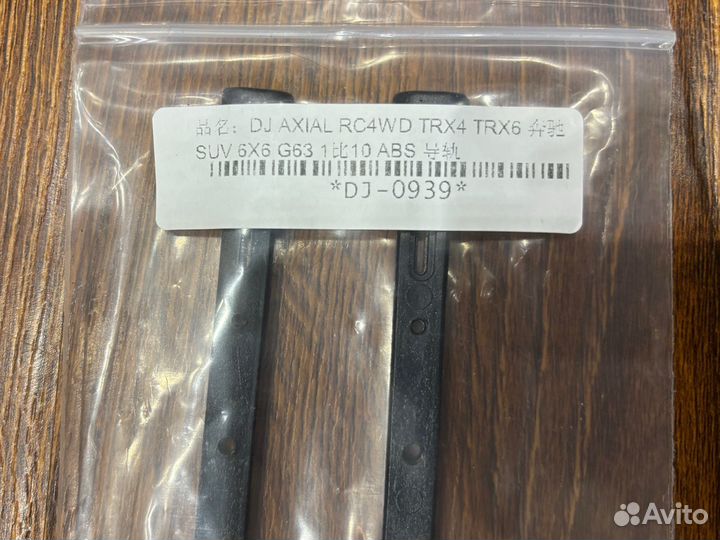 品名：DJ AXIAL RC4WD TRX4 TRX6 奔驰
SUV 6X6 G63 1比10 ABS 导轨
*DJ-0939*
Avito